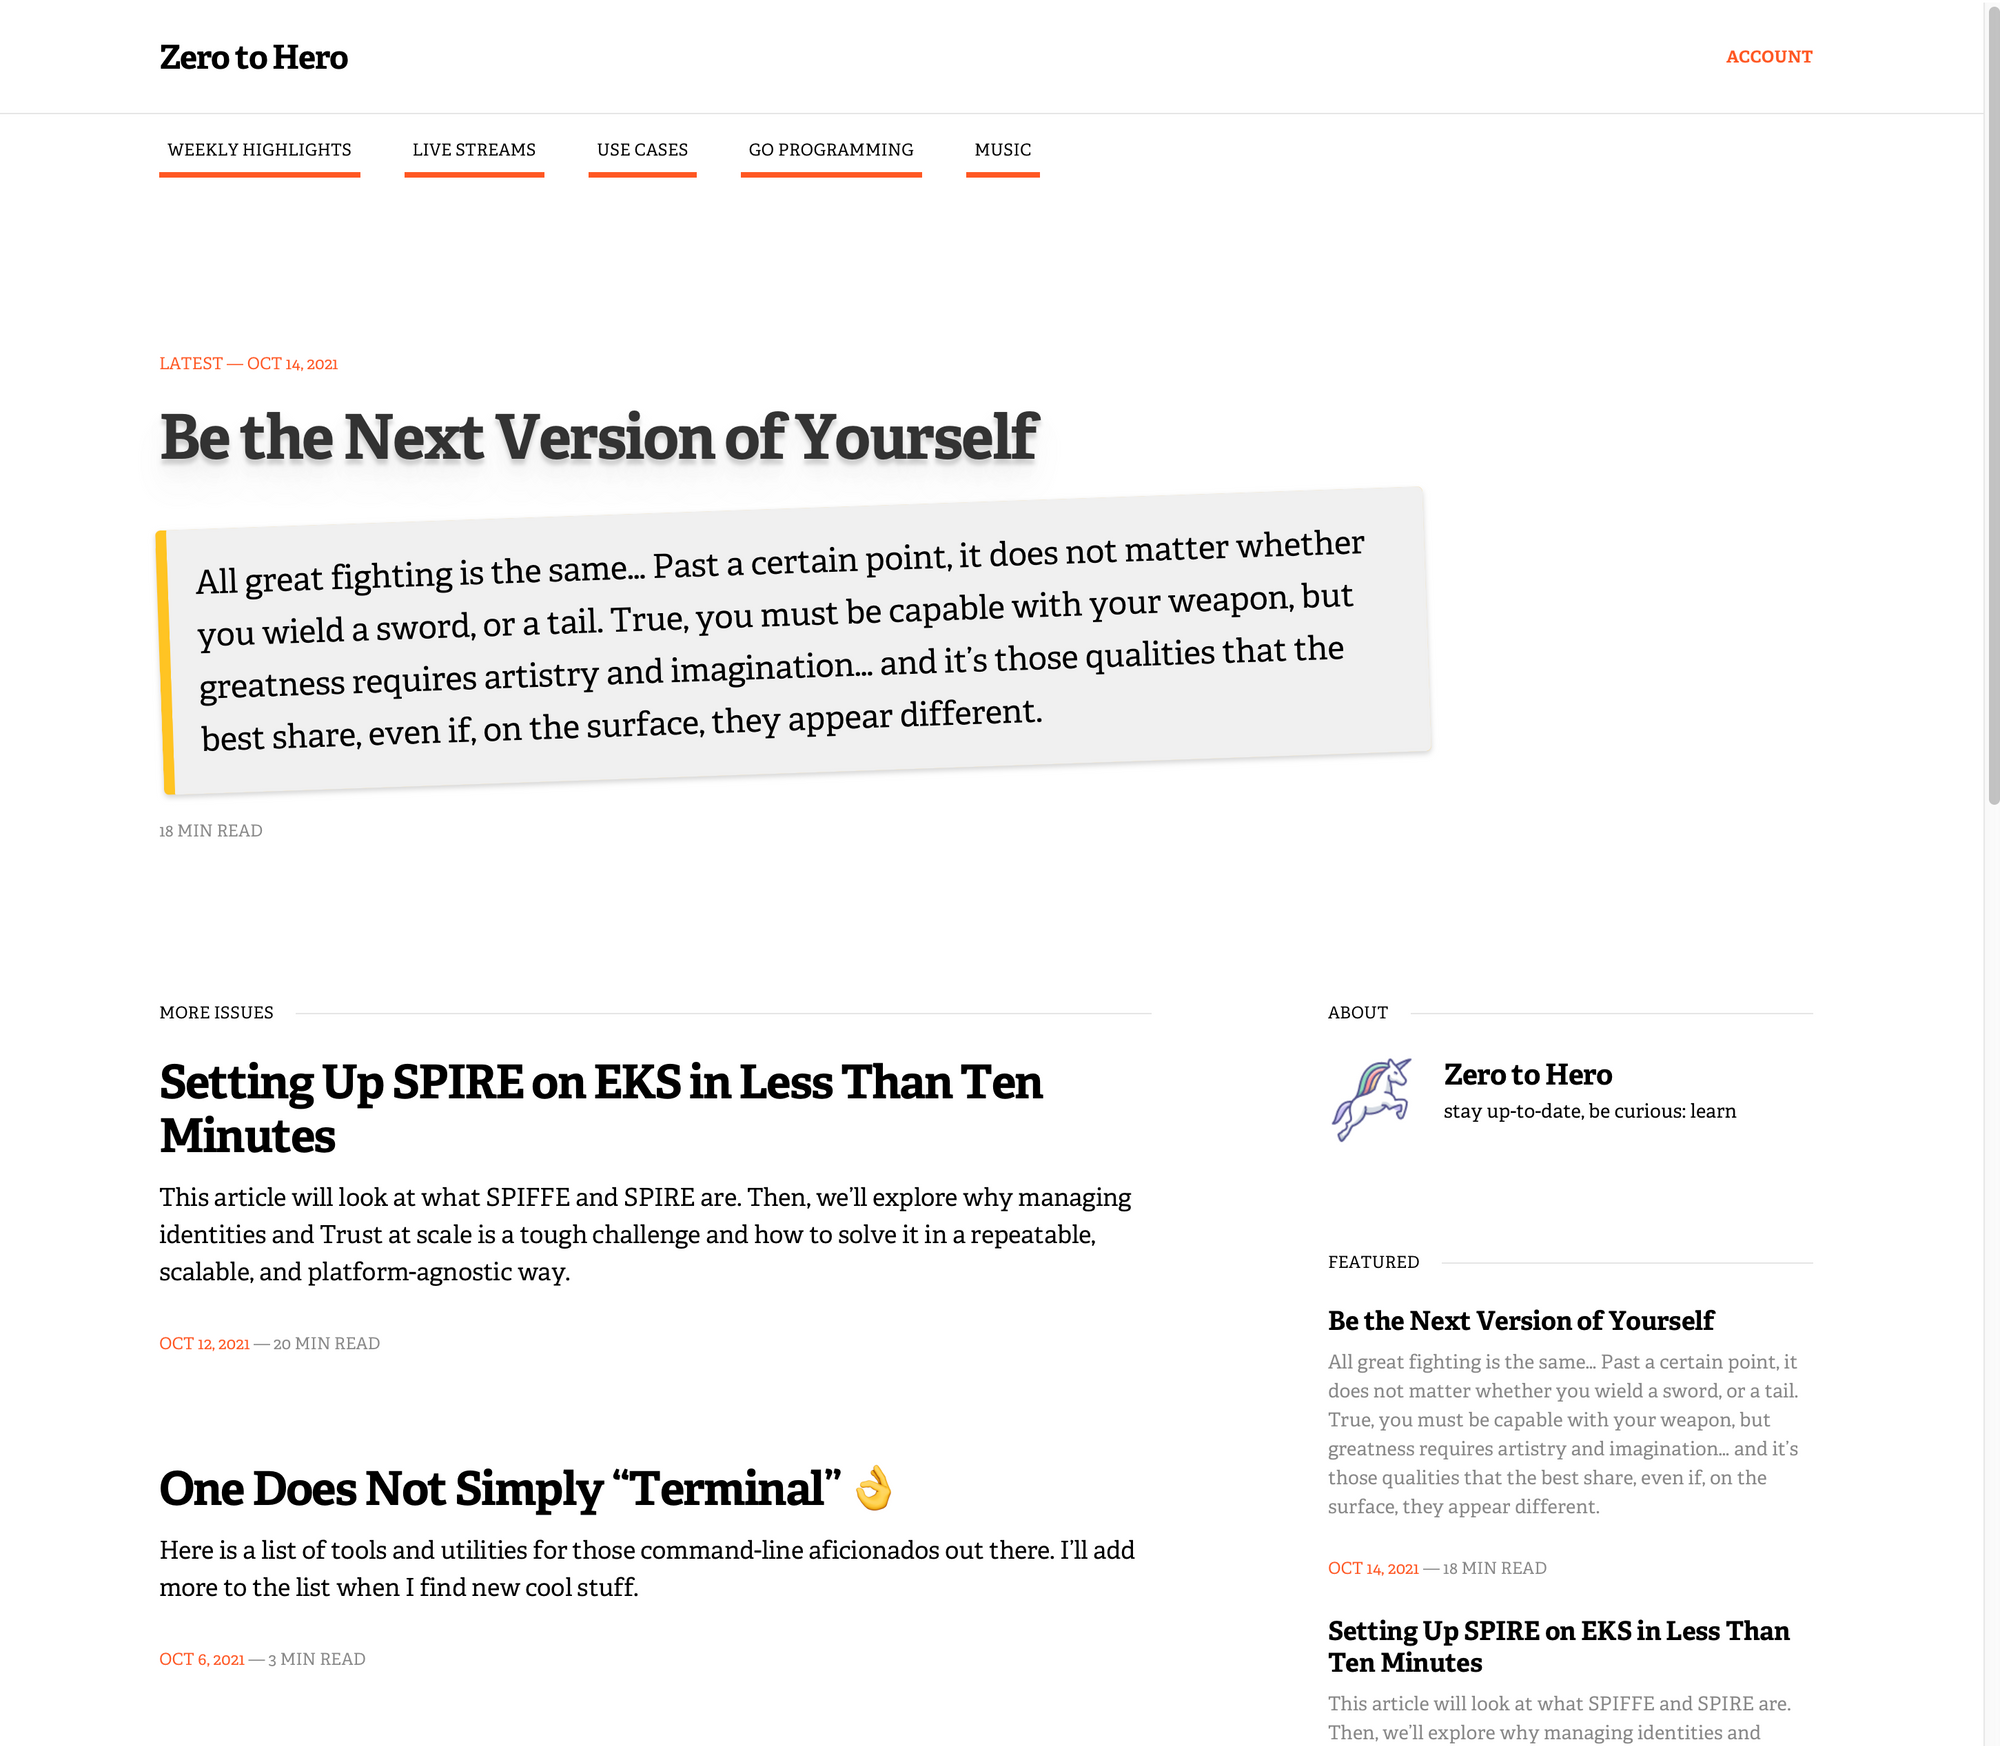 Zero to Hero
ACCOUNT
WEEKLY HIGHLIGHTS
LIVE STREAMS
USE CASES
GO PROGRAMMING
MUSIC
LATEST — OCT 14, 2021
Be the Next Version of Yourself
All great fighting is the same... Past a certain point, it does not matter whether
you wield a sword, or a tail. True, you must be capable with your weapon, but
greatness requires artistry and imagination... and it’s those qualities that the
best share, even if, on the surface, they appear different.
18 MIN READ
MORE ISSUES
Setting Up SPIRE on EKS in Less Than Ten
Minutes
This article will look at what SPIFFE and SPIRE are. Then, we’ll explore why managing
identities and Trust at scale is a tough challenge and how to solve it in a repeatable,
scalable, and platform-agnostic way.
OCT 12, 2021 — 20 MIN READ
One Does Not Simply “Terminal” 👌
Here is a list of tools and utilities for those command-line aficionados out there. I’ll add
more to the list when I find new cool stuff.
OCT 6, 2021 — 3 MIN READ
ABOUT
Zero to Hero
stay up-to-date, be curious: learn
FEATURED
Be the Next Version of Yourself
All great fighting is the same... Past a certain point, it
does not matter whether you wield a sword, or a tail.
True, you must be capable with your weapon, but
greatness requires artistry and imagination... and it’s
those qualities that the best share, even if, on the
surface, they appear different.
OCT 14, 2021 — 18 MIN READ
Setting Up SPIRE on EKS in Less Than
Ten Minutes
This article will look at what SPIFFE and SPIRE are.
Then, we’ll explore why managing identities and